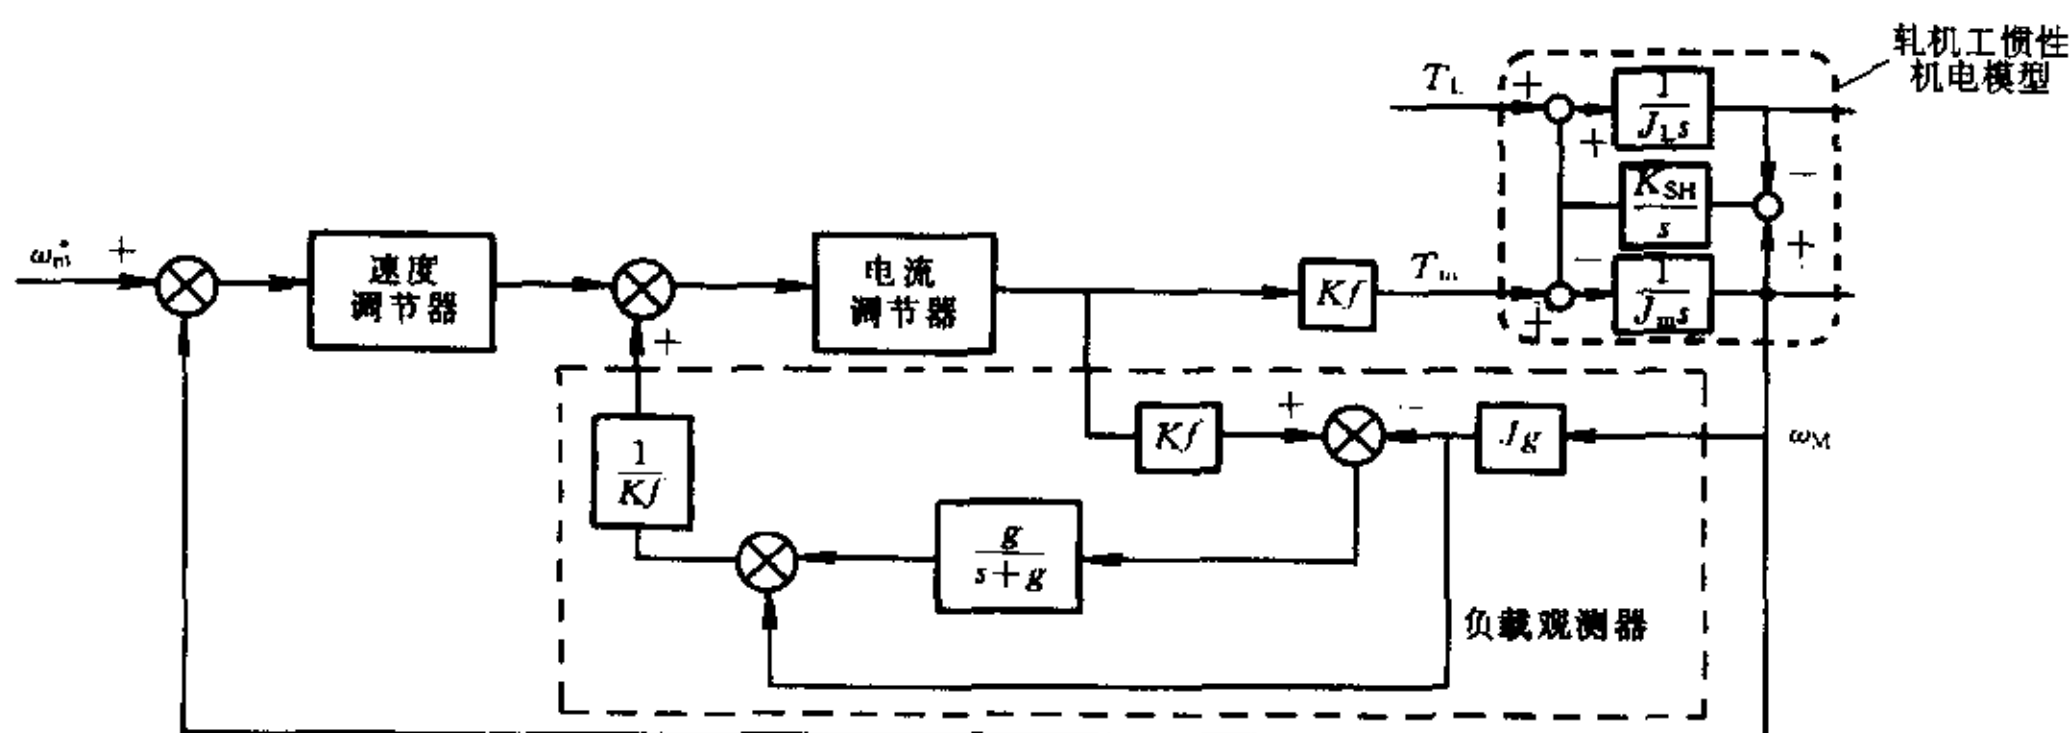 轧机工惯性
机电模型
T_L
+
1
J_L s
+
−
K_SH
s
+
ω_m^*
+
速度
调节器
电流
调节器
Kf
T_m
−
1
J_m s
+
+
1
Kf
Kf
+
−
Jg
ω_M
g
s+g
负载观测器